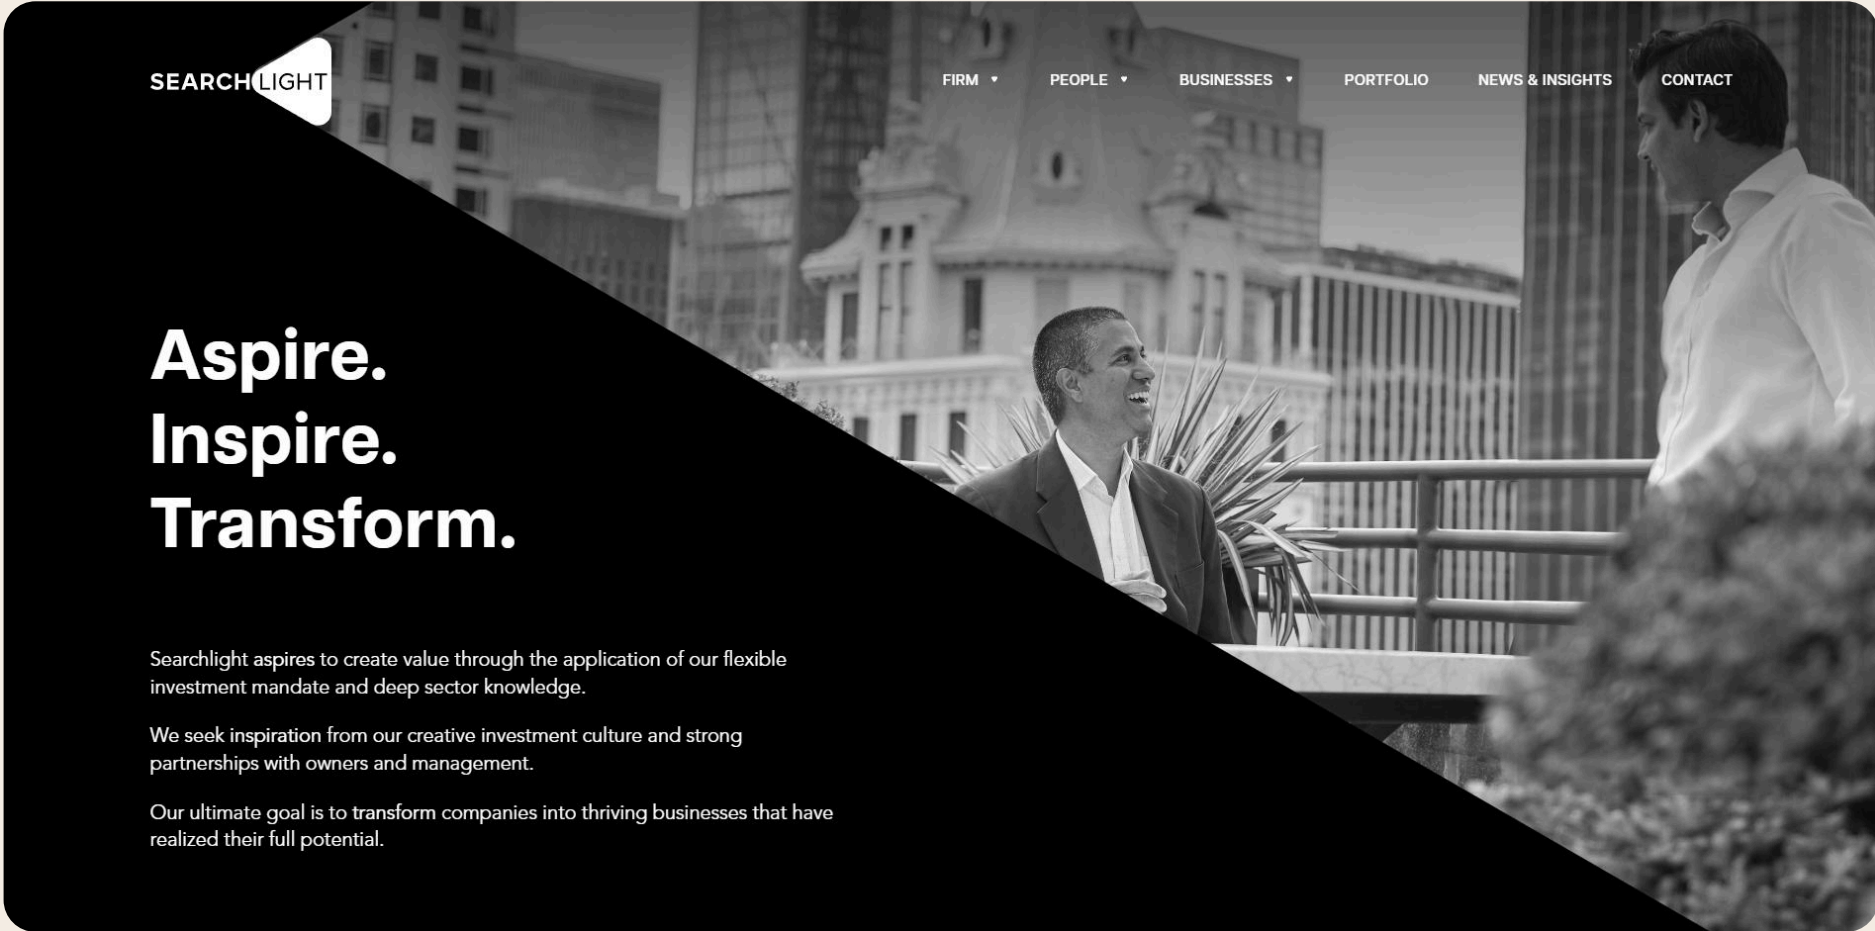 SEARCHLIGHT
FIRM PEOPLE BUSINESSES PORTFOLIO NEWS & INSIGHTS CONTACT
Aspire.
Inspire.
Transform.
Searchlight aspires to create value through the application of our flexible
investment mandate and deep sector knowledge.
We seek inspiration from our creative investment culture and strong
partnerships with owners and management.
Our ultimate goal is to transform companies into thriving businesses that have
realized their full potential.